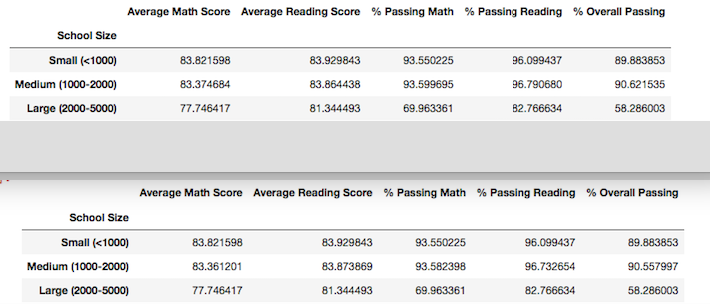 Average Math Score Average Reading Score % Passing Math % Passing Reading % Overall Passing
School Size
Small (<1000) 83.821598 83.929843 93.550225 96.099437 89.883853
Medium (1000-2000) 83.374684 83.864438 93.599695 96.790680 90.621535
Large (2000-5000) 77.746417 81.344493 69.963361 82.766634 58.286003
Average Math Score Average Reading Score % Passing Math % Passing Reading % Overall Passing
School Size
Small (<1000) 83.821598 83.929843 93.550225 96.099437 89.883853
Medium (1000-2000) 83.361201 83.873869 93.582398 96.732654 90.557997
Large (2000-5000) 77.746417 81.344493 69.963361 82.766634 58.286003